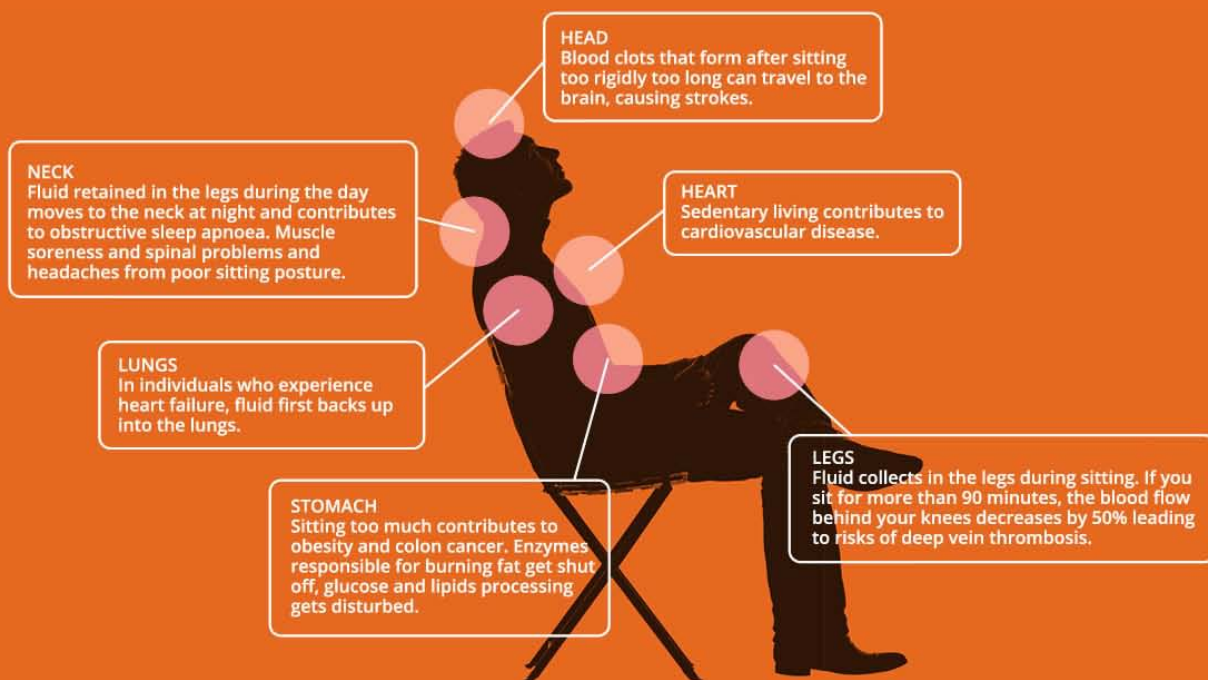 HEAD
Blood clots that form after sitting
too rigidly too long can travel to the
brain, causing strokes.
NECK
Fluid retained in the legs during the day
moves to the neck at night and contributes
to obstructive sleep apnoea. Muscle
soreness and spinal problems and
headaches from poor sitting posture.
HEART
Sedentary living contributes to
cardiovascular disease.
LUNGS
In individuals who experience
heart failure, fluid first backs up
into the lungs.
STOMACH
Sitting too much contributes to
obesity and colon cancer. Enzymes
responsible for burning fat get shut
off, glucose and lipids processing
gets disturbed.
LEGS
Fluid collects in the legs during sitting. If you
sit for more than 90 minutes, the blood flow
behind your knees decreases by 50% leading
to risks of deep vein thrombosis.